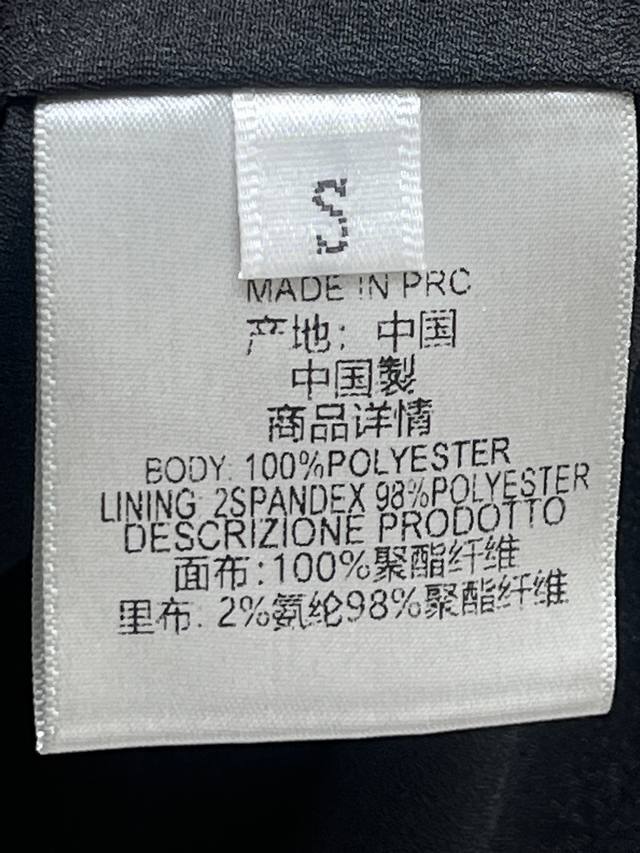 S
MADE IN PRC
产地: 中国
中国製
商品详情
BODY: 100%POLYESTER
LINING: 2SPANDEX 98%POLYESTER
DESCRIZIONE PRODOTTO
面布:100%聚酯纤维
里布: 2%氨纶98%聚酯纤维